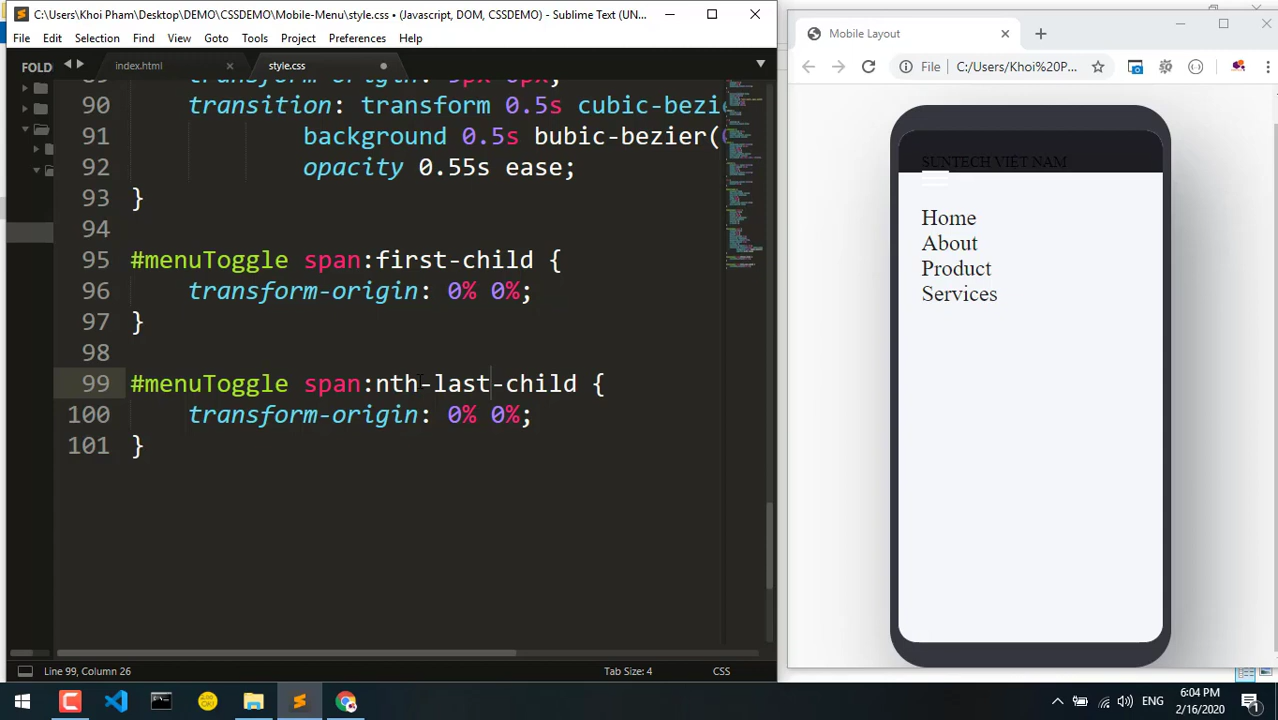 C:\Users\Khoi Pham\Desktop\DEMO\CSSDEMO\Mobile-Menu\style.css • (Javascript, DOM, CSSDEMO) - Sublime Text (UN...
File Edit Selection Find View Goto Tools Project Preferences Help
FOLD
index.html
style.css
90 transition: transform 0.5s cubic-bezie
91 background 0.5s bubic-bezier(
92 opacity 0.55s ease;
93 }
94
95 #menuToggle span:first-child {
96 transform-origin: 0% 0%;
97 }
98
99 #menuToggle span:nth-last-child {
100 transform-origin: 0% 0%;
101 }
Line 99, Column 26
Tab Size: 4
CSS
Mobile Layout
File C:/Users/Khoi%20P...
SUNTECH VIỆT NAM
Home
About
Product
Services
ENG
6:04 PM
2/16/2020